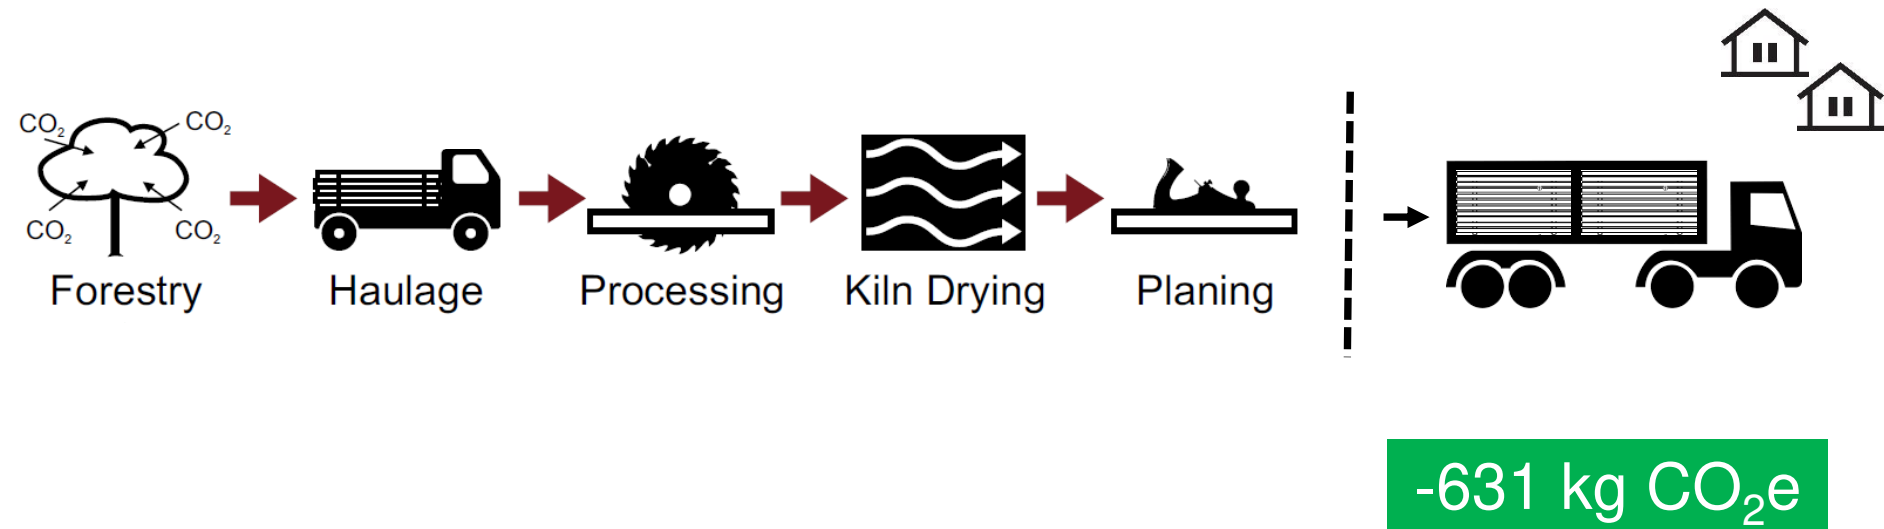 CO₂
CO₂
CO₂
CO₂
Forestry
Haulage
Processing
Kiln Drying
Planing
-631 kg CO₂e